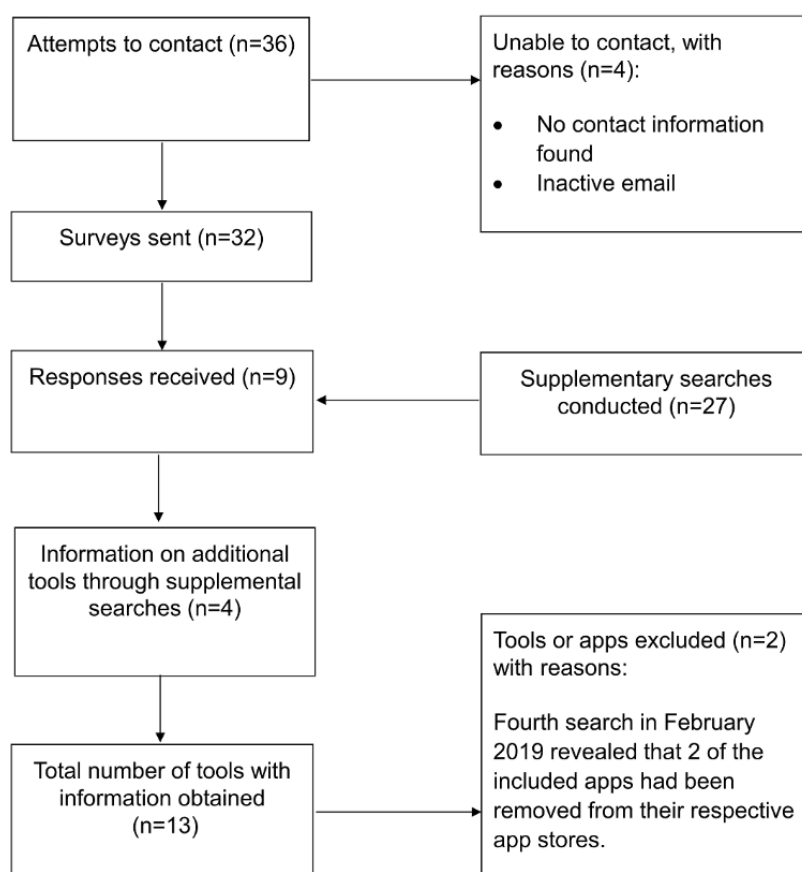 Attempts to contact (n=36)
Unable to contact, with
reasons (n=4):
• No contact information
found
• Inactive email
Surveys sent (n=32)
Responses received (n=9)
Supplementary searches
conducted (n=27)
Information on additional
tools through supplemental
searches (n=4)
Tools or apps excluded (n=2)
with reasons:
Fourth search in February
2019 revealed that 2 of the
included apps had been
removed from their respective
app stores.
Total number of tools with
information obtained
(n=13)